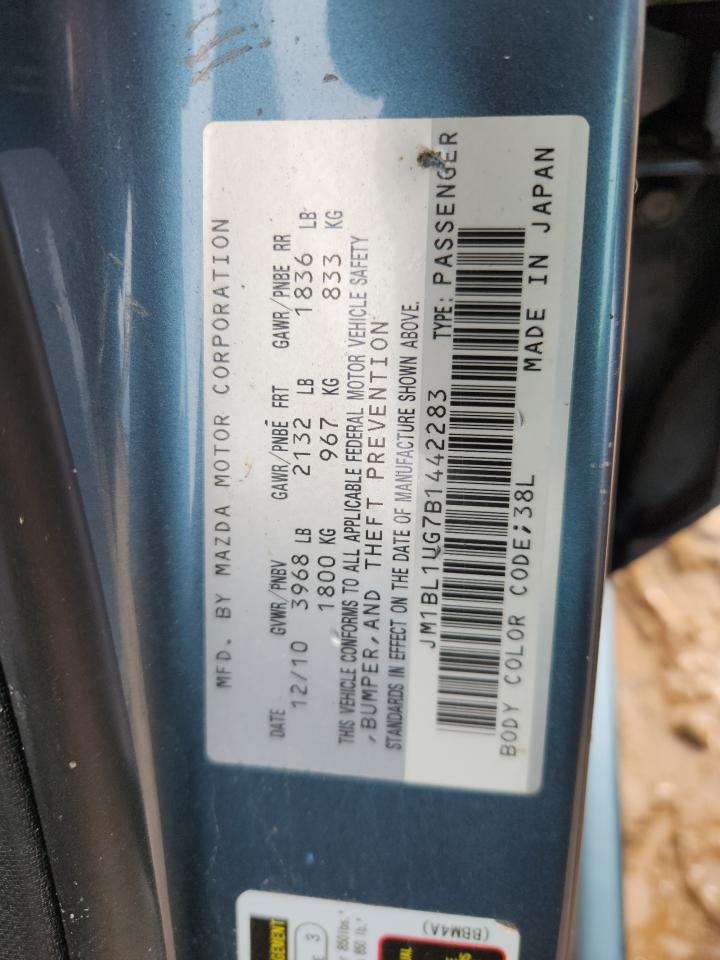 MFD. BY MAZDA MOTOR CORPORATION
DATE GVWR/PNBV GAWR/PNBE FRT GAWR/PNBE RR
12/10 3968 LB 2132 LB 1836 LB
1800 KG 967 KG 833 KG
THIS VEHICLE CONFORMS TO ALL APPLICABLE FEDERAL MOTOR VEHICLE SAFETY
,BUMPER,AND THEFT PREVENTION
STANDARDS IN EFFECT ON THE DATE OF MANUFACTURE SHOWN ABOVE.
JM1BL1UG7B1442283 TYPE: PASSENGER
BODY COLOR CODE;38L MADE IN JAPAN
3
850 lb.
(BBM4A)